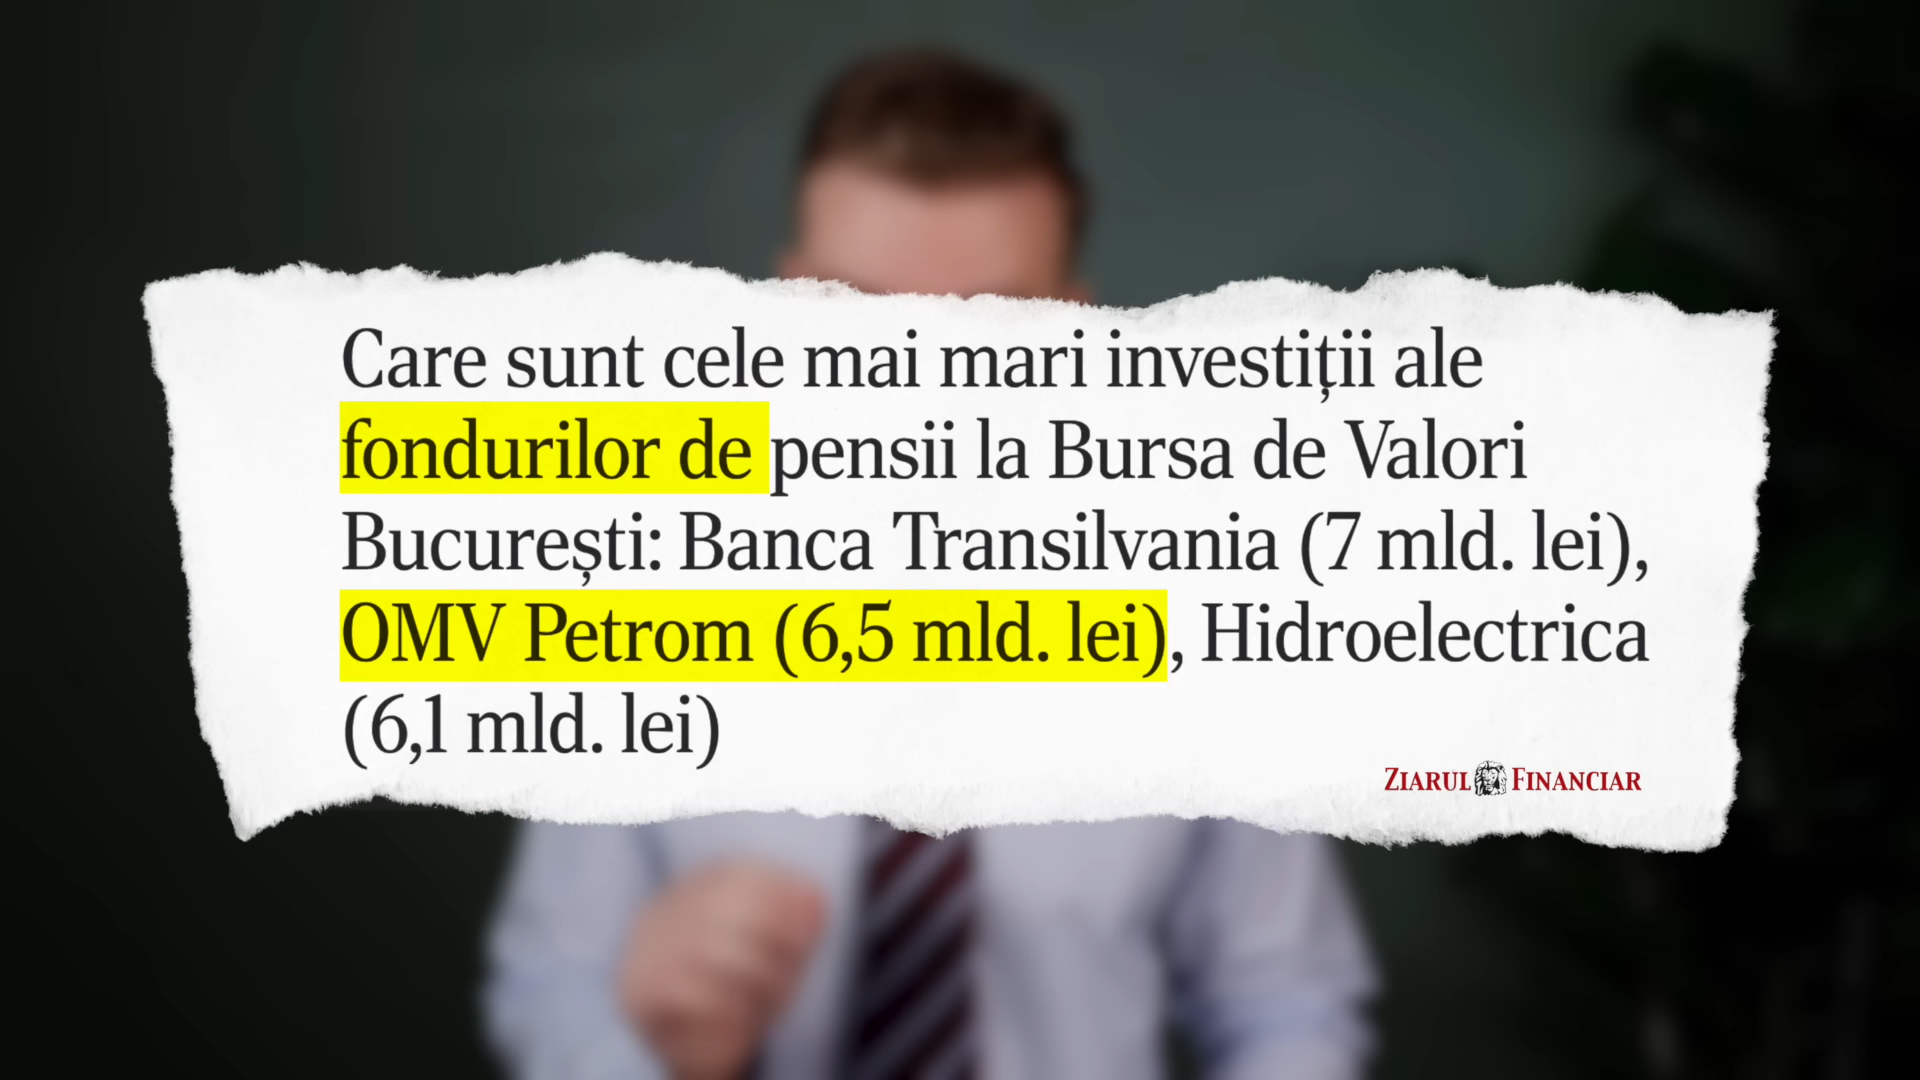 Care sunt cele mai mari investiții ale
fondurilor de pensii la Bursa de Valori
București: Banca Transilvania (7 mld. lei),
OMV Petrom (6,5 mld. lei), Hidroelectrica
(6,1 mld. lei)
ZIARUL FINANCIAR